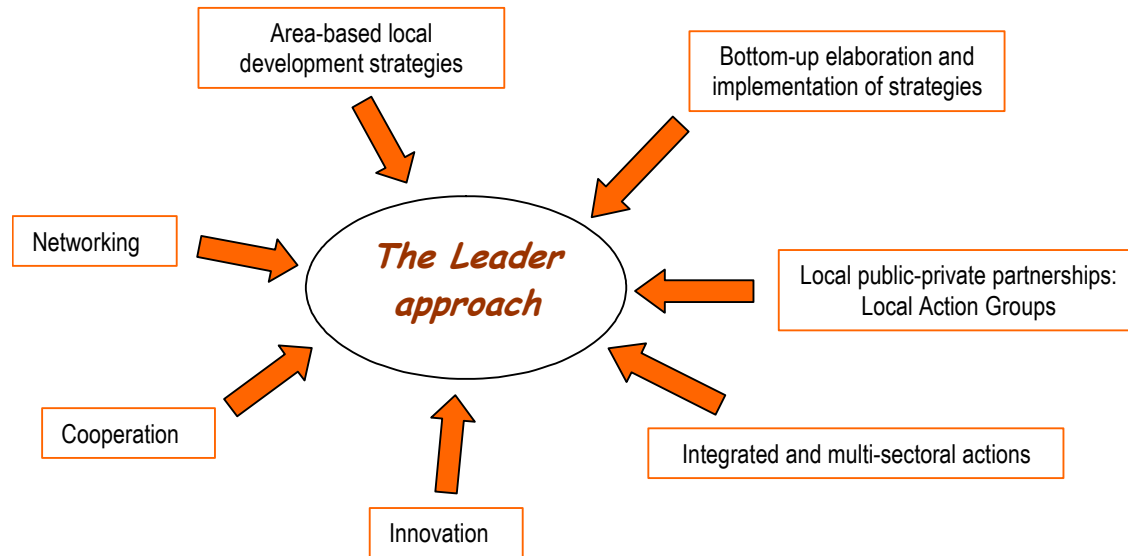 Area-based local
development strategies
Bottom-up elaboration and
implementation of strategies
Networking
The Leader
approach
Local public-private partnerships:
Local Action Groups
Cooperation
Integrated and multi-sectoral actions
Innovation